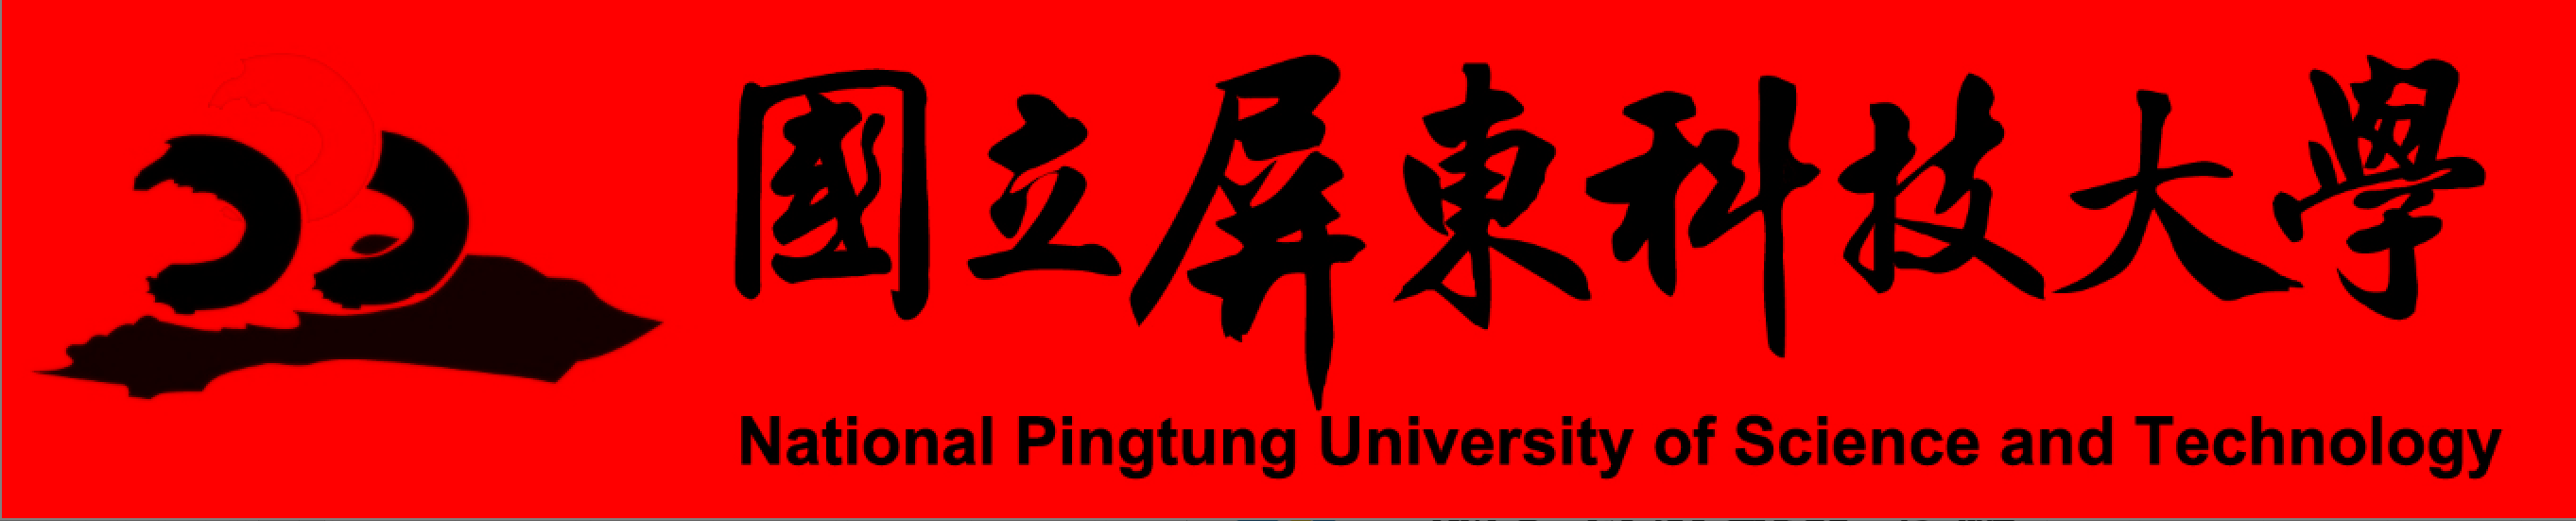 國立屏東科技大學
National Pingtung University of Science and Technology